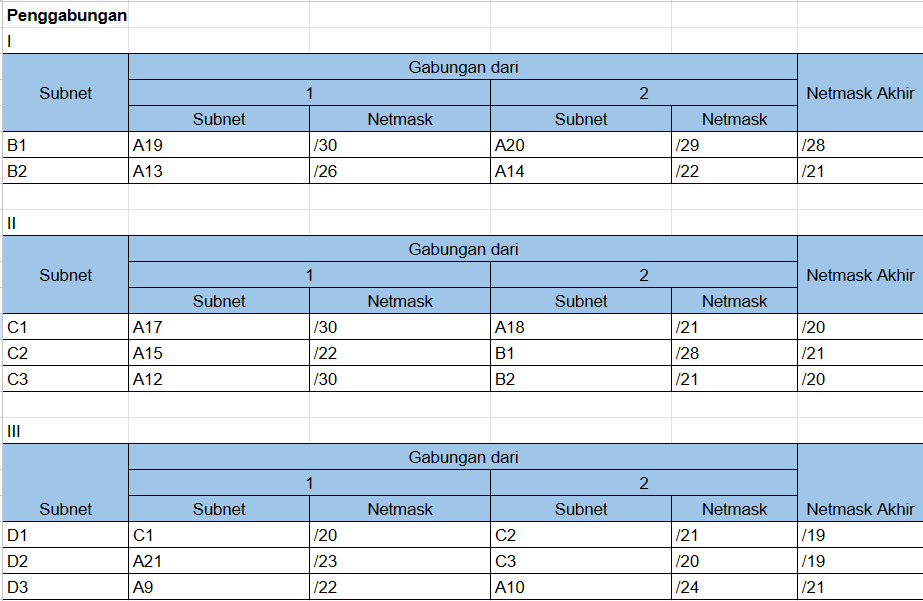 Penggabungan
I
Subnet Gabungan dari Netmask Akhir
1 2
Subnet Netmask Subnet Netmask
B1 A19 /30 A20 /29 /28
B2 A13 /26 A14 /22 /21
II
Subnet Gabungan dari Netmask Akhir
1 2
Subnet Netmask Subnet Netmask
C1 A17 /30 A18 /21 /20
C2 A15 /22 B1 /28 /21
C3 A12 /30 B2 /21 /20
III
Gabungan dari
1 2
Subnet Subnet Netmask Subnet Netmask Netmask Akhir
D1 C1 /20 C2 /21 /19
D2 A21 /23 C3 /20 /19
D3 A9 /22 A10 /24 /21